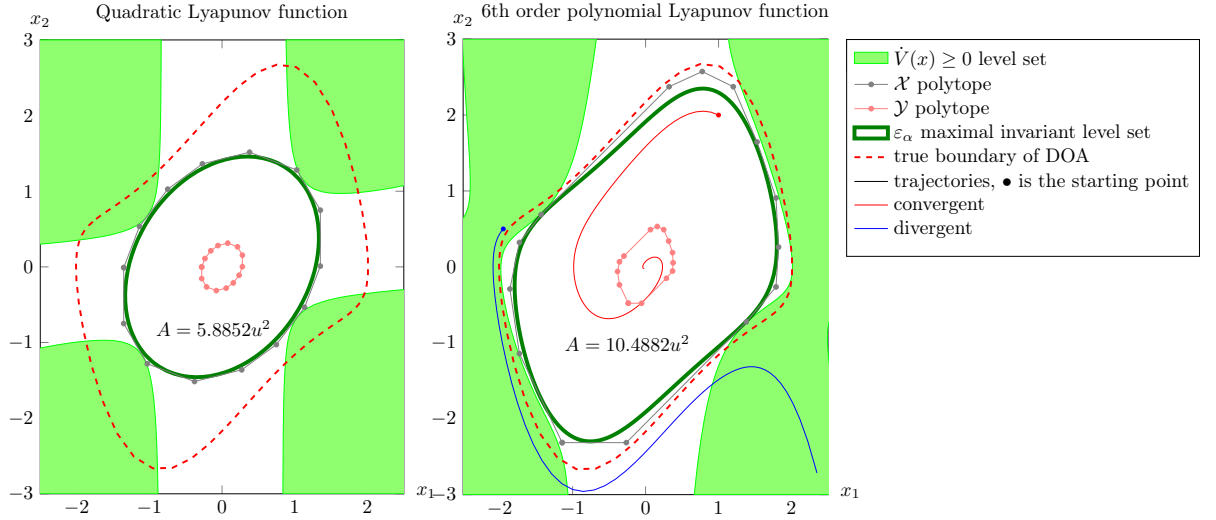 Quadratic Lyapunov function
x₂
3
2
1
0
−1
−2
−3
−2
−1
0
1
2
x₁
A = 5.8852u²
6th order polynomial Lyapunov function
x₂
3
2
1
0
−1
−2
−3
−2
−1
0
1
2
x₁
A = 10.4882u²
V̇(x) ≥ 0 level set
𝒳 polytope
𝒴 polytope
ε_α maximal invariant level set
true boundary of DOA
trajectories, • is the starting point
convergent
divergent